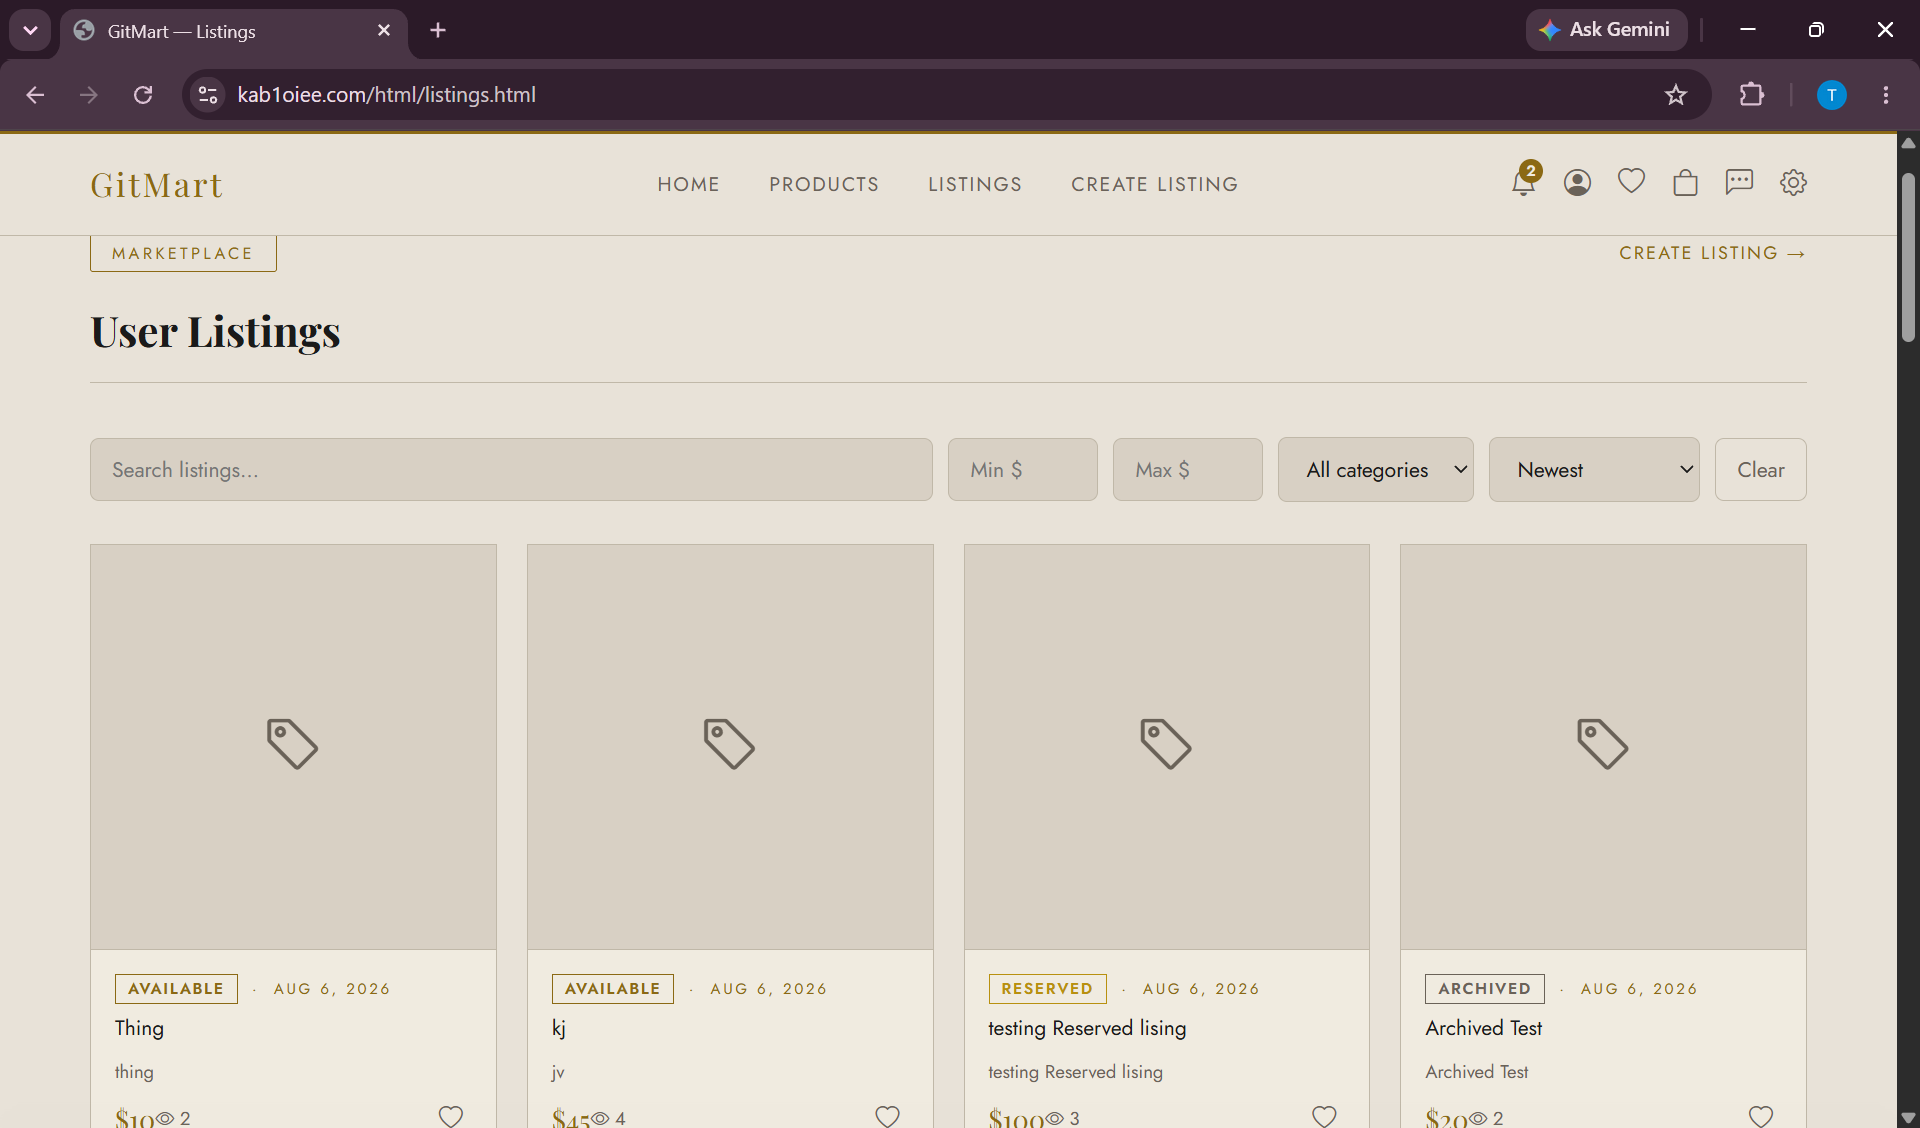 GitMart — Listings
Ask Gemini
kab1oiee.com/html/listings.html
T
GitMart
HOME
PRODUCTS
LISTINGS
CREATE LISTING
2
MARKETPLACE
CREATE LISTING →
User Listings
Search listings...
Min $
Max $
All categories
Newest
Clear
AVAILABLE · AUG 6, 2026
Thing
thing
$10 2
AVAILABLE · AUG 6, 2026
kj
jv
$45 4
RESERVED · AUG 6, 2026
testing Reserved lising
testing Reserved lising
$100 3
ARCHIVED · AUG 6, 2026
Archived Test
Archived Test
$20 2